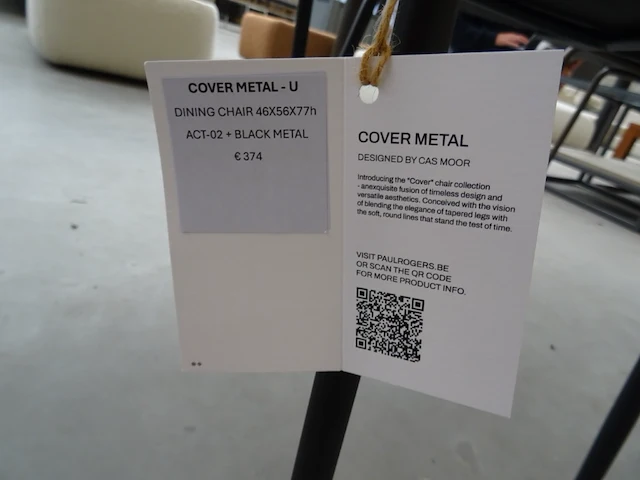 COVER METAL - U
DINING CHAIR 46X56X77h
ACT-02 + BLACK METAL
€ 374
COVER METAL
DESIGNED BY CAS MOOR
Introducing the "Cover" chair collection
- anexquisite fusion of timeless design and
versatile aesthetics. Conceived with the vision
of blending the elegance of tapered legs with
the soft, round lines that stand the test of time.
VISIT PAULROGERS.BE
OR SCAN THE QR CODE
FOR MORE PRODUCT INFO.